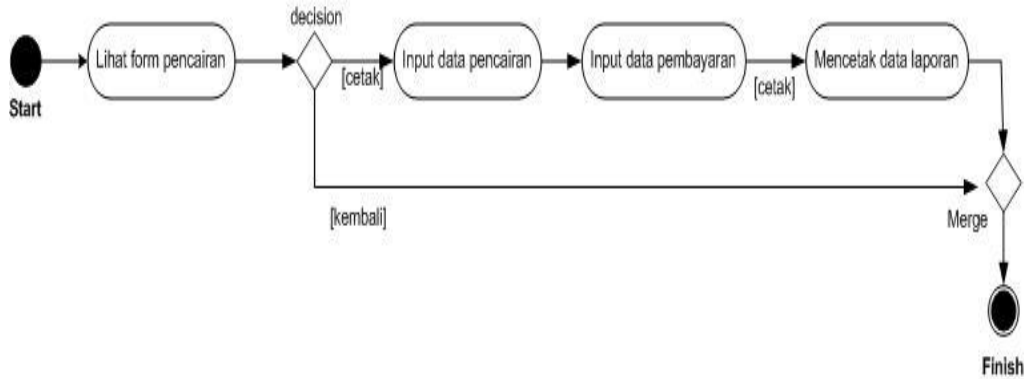 decision
Start
Lihat form pencairan
[cetak]
Input data pencairan
Input data pembayaran
[cetak]
Mencetak data laporan
[kembali]
Merge
Finish